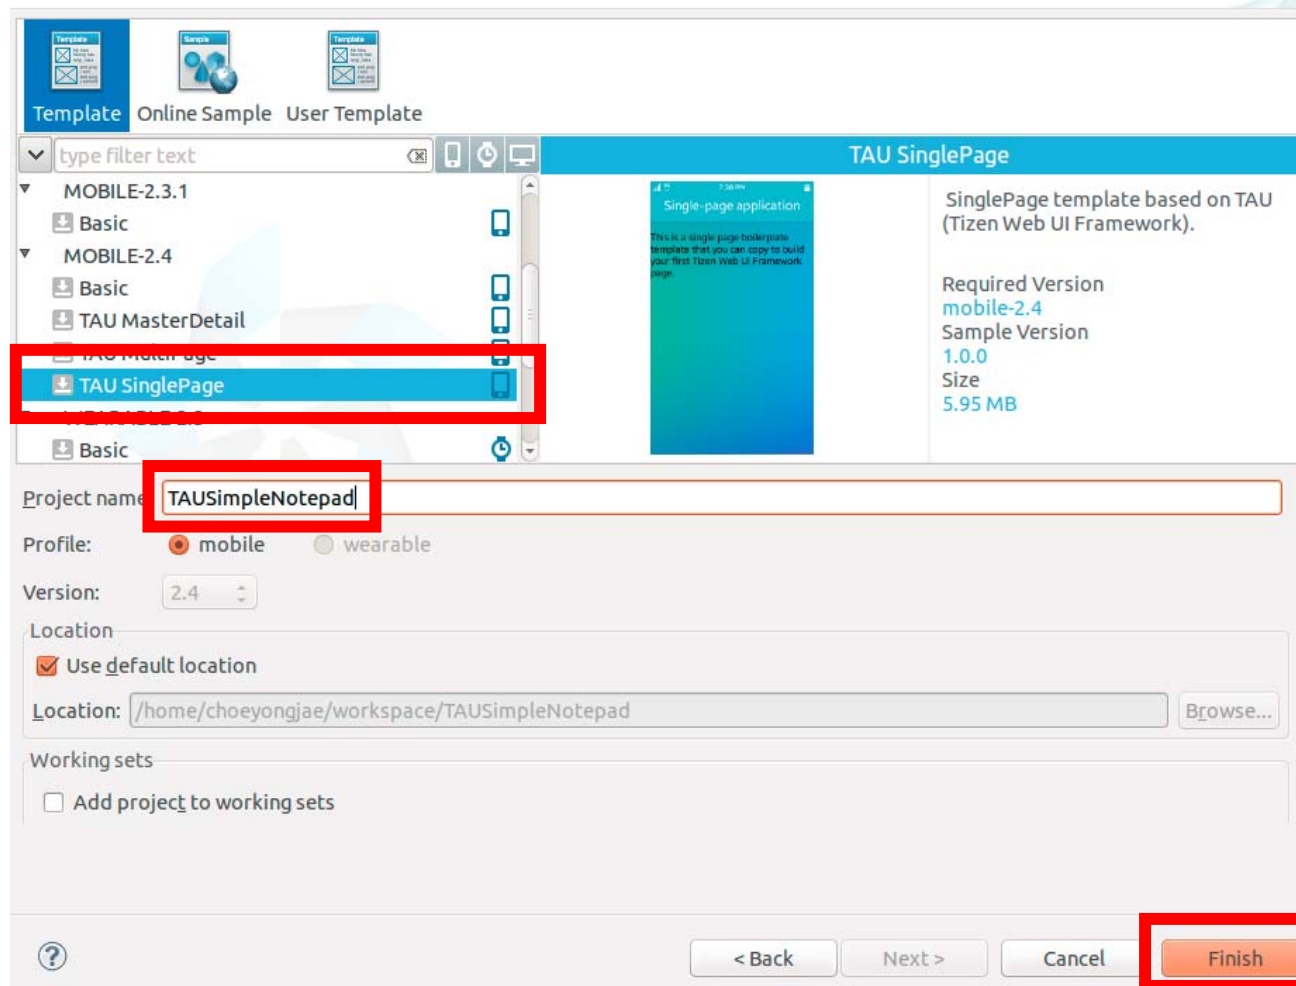 Template
Online Sample
User Template
type filter text
TAU SinglePage
MOBILE-2.3.1
Basic
MOBILE-2.4
Basic
TAU MasterDetail
TAU MultiPage
TAU SinglePage
Basic
7:38 PM
Single-page application
This is a single page boilerplate
template that you can copy to build
your first Tizen Web UI Framework
page.
SinglePage template based on TAU
(Tizen Web UI Framework).
Required Version
mobile-2.4
Sample Version
1.0.0
Size
5.95 MB
Project name
TAUSimpleNotepad
Profile:
mobile
wearable
Version:
2.4
Location
Use default location
Location:
/home/choeyongjae/workspace/TAUSimpleNotepad
Browse...
Working sets
Add project to working sets
?
< Back
Next >
Cancel
Finish